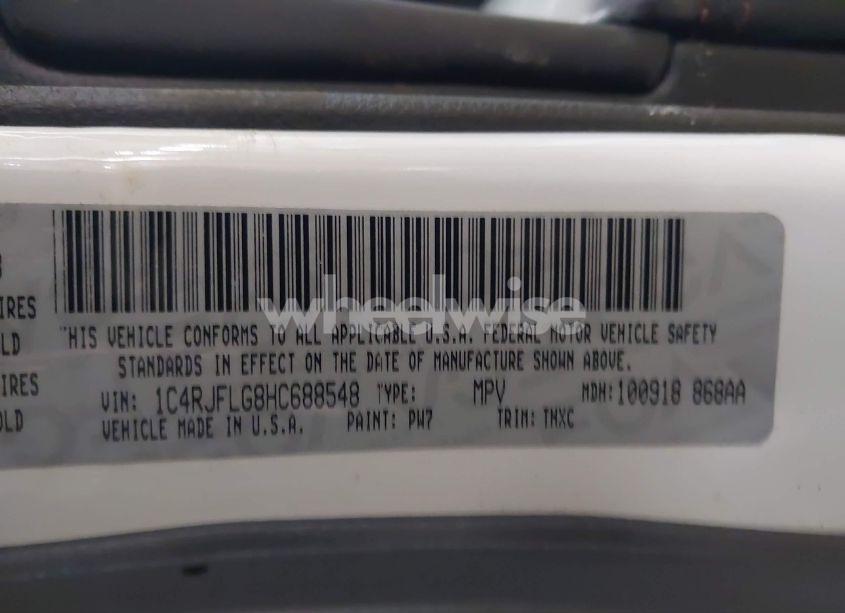 IRES
LD
IRES
OLD
wheelwise
THIS VEHICLE CONFORMS TO ALL APPLICABLE U.S.A. FEDERAL MOTOR VEHICLE SAFETY
STANDARDS IN EFFECT ON THE DATE OF MANUFACTURE SHOWN ABOVE.
VIN: 1C4RJFLG8HC688548 TYPE: MPV MDH:100918 868AA
VEHICLE MADE IN U.S.A. PAINT: PW7 TRIM: TMXC